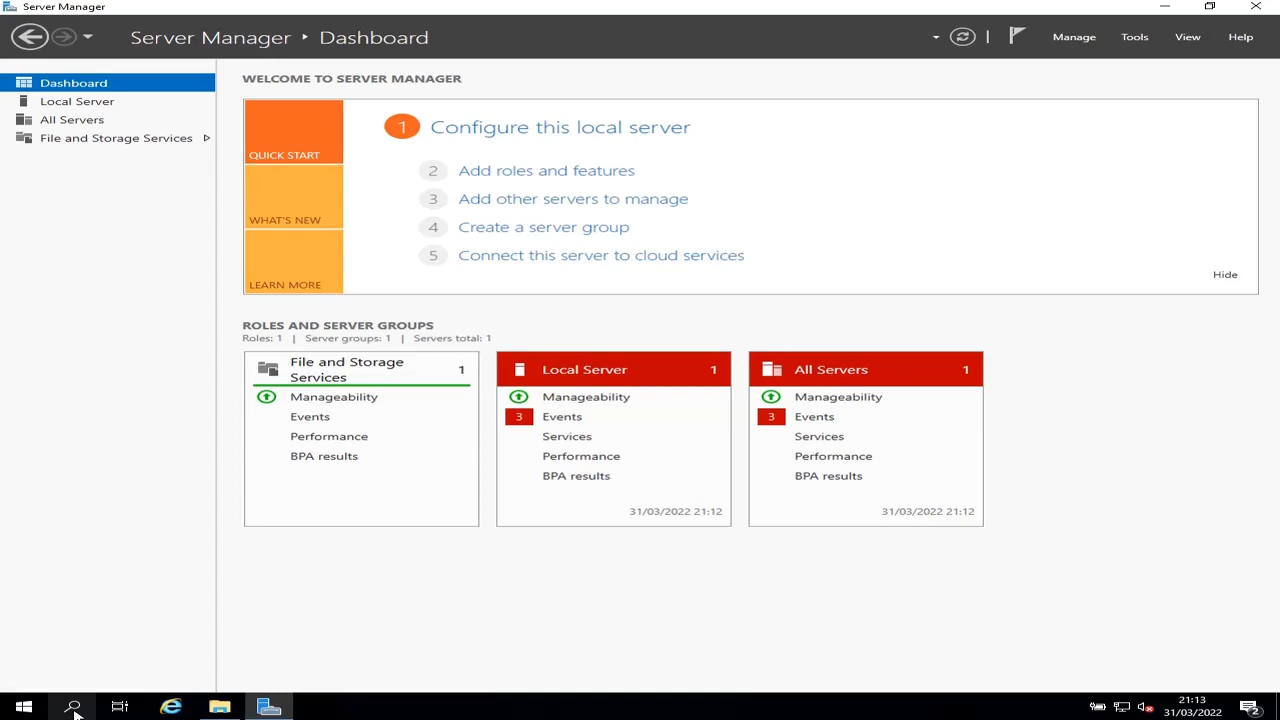 Server Manager
Server Manager ‣ Dashboard
Manage Tools View Help
Dashboard
Local Server
All Servers
File and Storage Services
WELCOME TO SERVER MANAGER
QUICK START
WHAT'S NEW
LEARN MORE
1 Configure this local server
2 Add roles and features
3 Add other servers to manage
4 Create a server group
5 Connect this server to cloud services
Hide
ROLES AND SERVER GROUPS
Roles: 1 | Server groups: 1 | Servers total: 1
File and Storage
Services 1
Manageability
Events
Performance
BPA results
Local Server 1
Manageability
3 Events
Services
Performance
BPA results
31/03/2022 21:12
All Servers 1
Manageability
3 Events
Services
Performance
BPA results
31/03/2022 21:12
21:13
31/03/2022
2